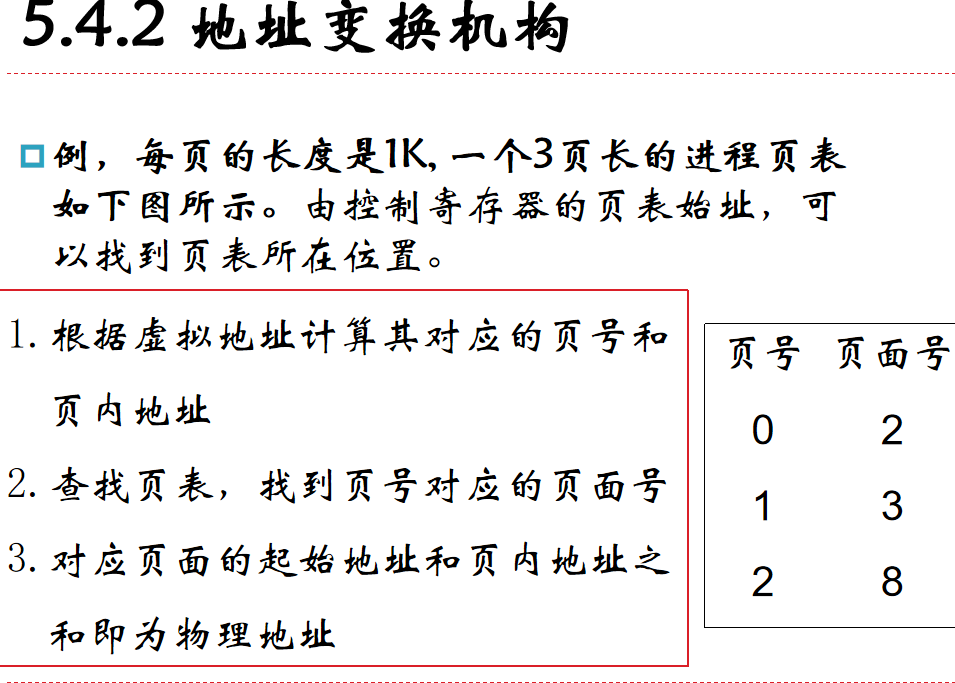 5.4.2 地址变换机构
例，每页的长度是1K, 一个3页长的进程页表
如下图所示。由控制寄存器的页表始址，可
以找到页表所在位置。
1. 根据虚拟地址计算其对应的页号和
页内地址
2. 查找页表，找到页号对应的页面号
3. 对应页面的起始地址和页内地址之
和即为物理地址
页号 页面号
0 2
1 3
2 8